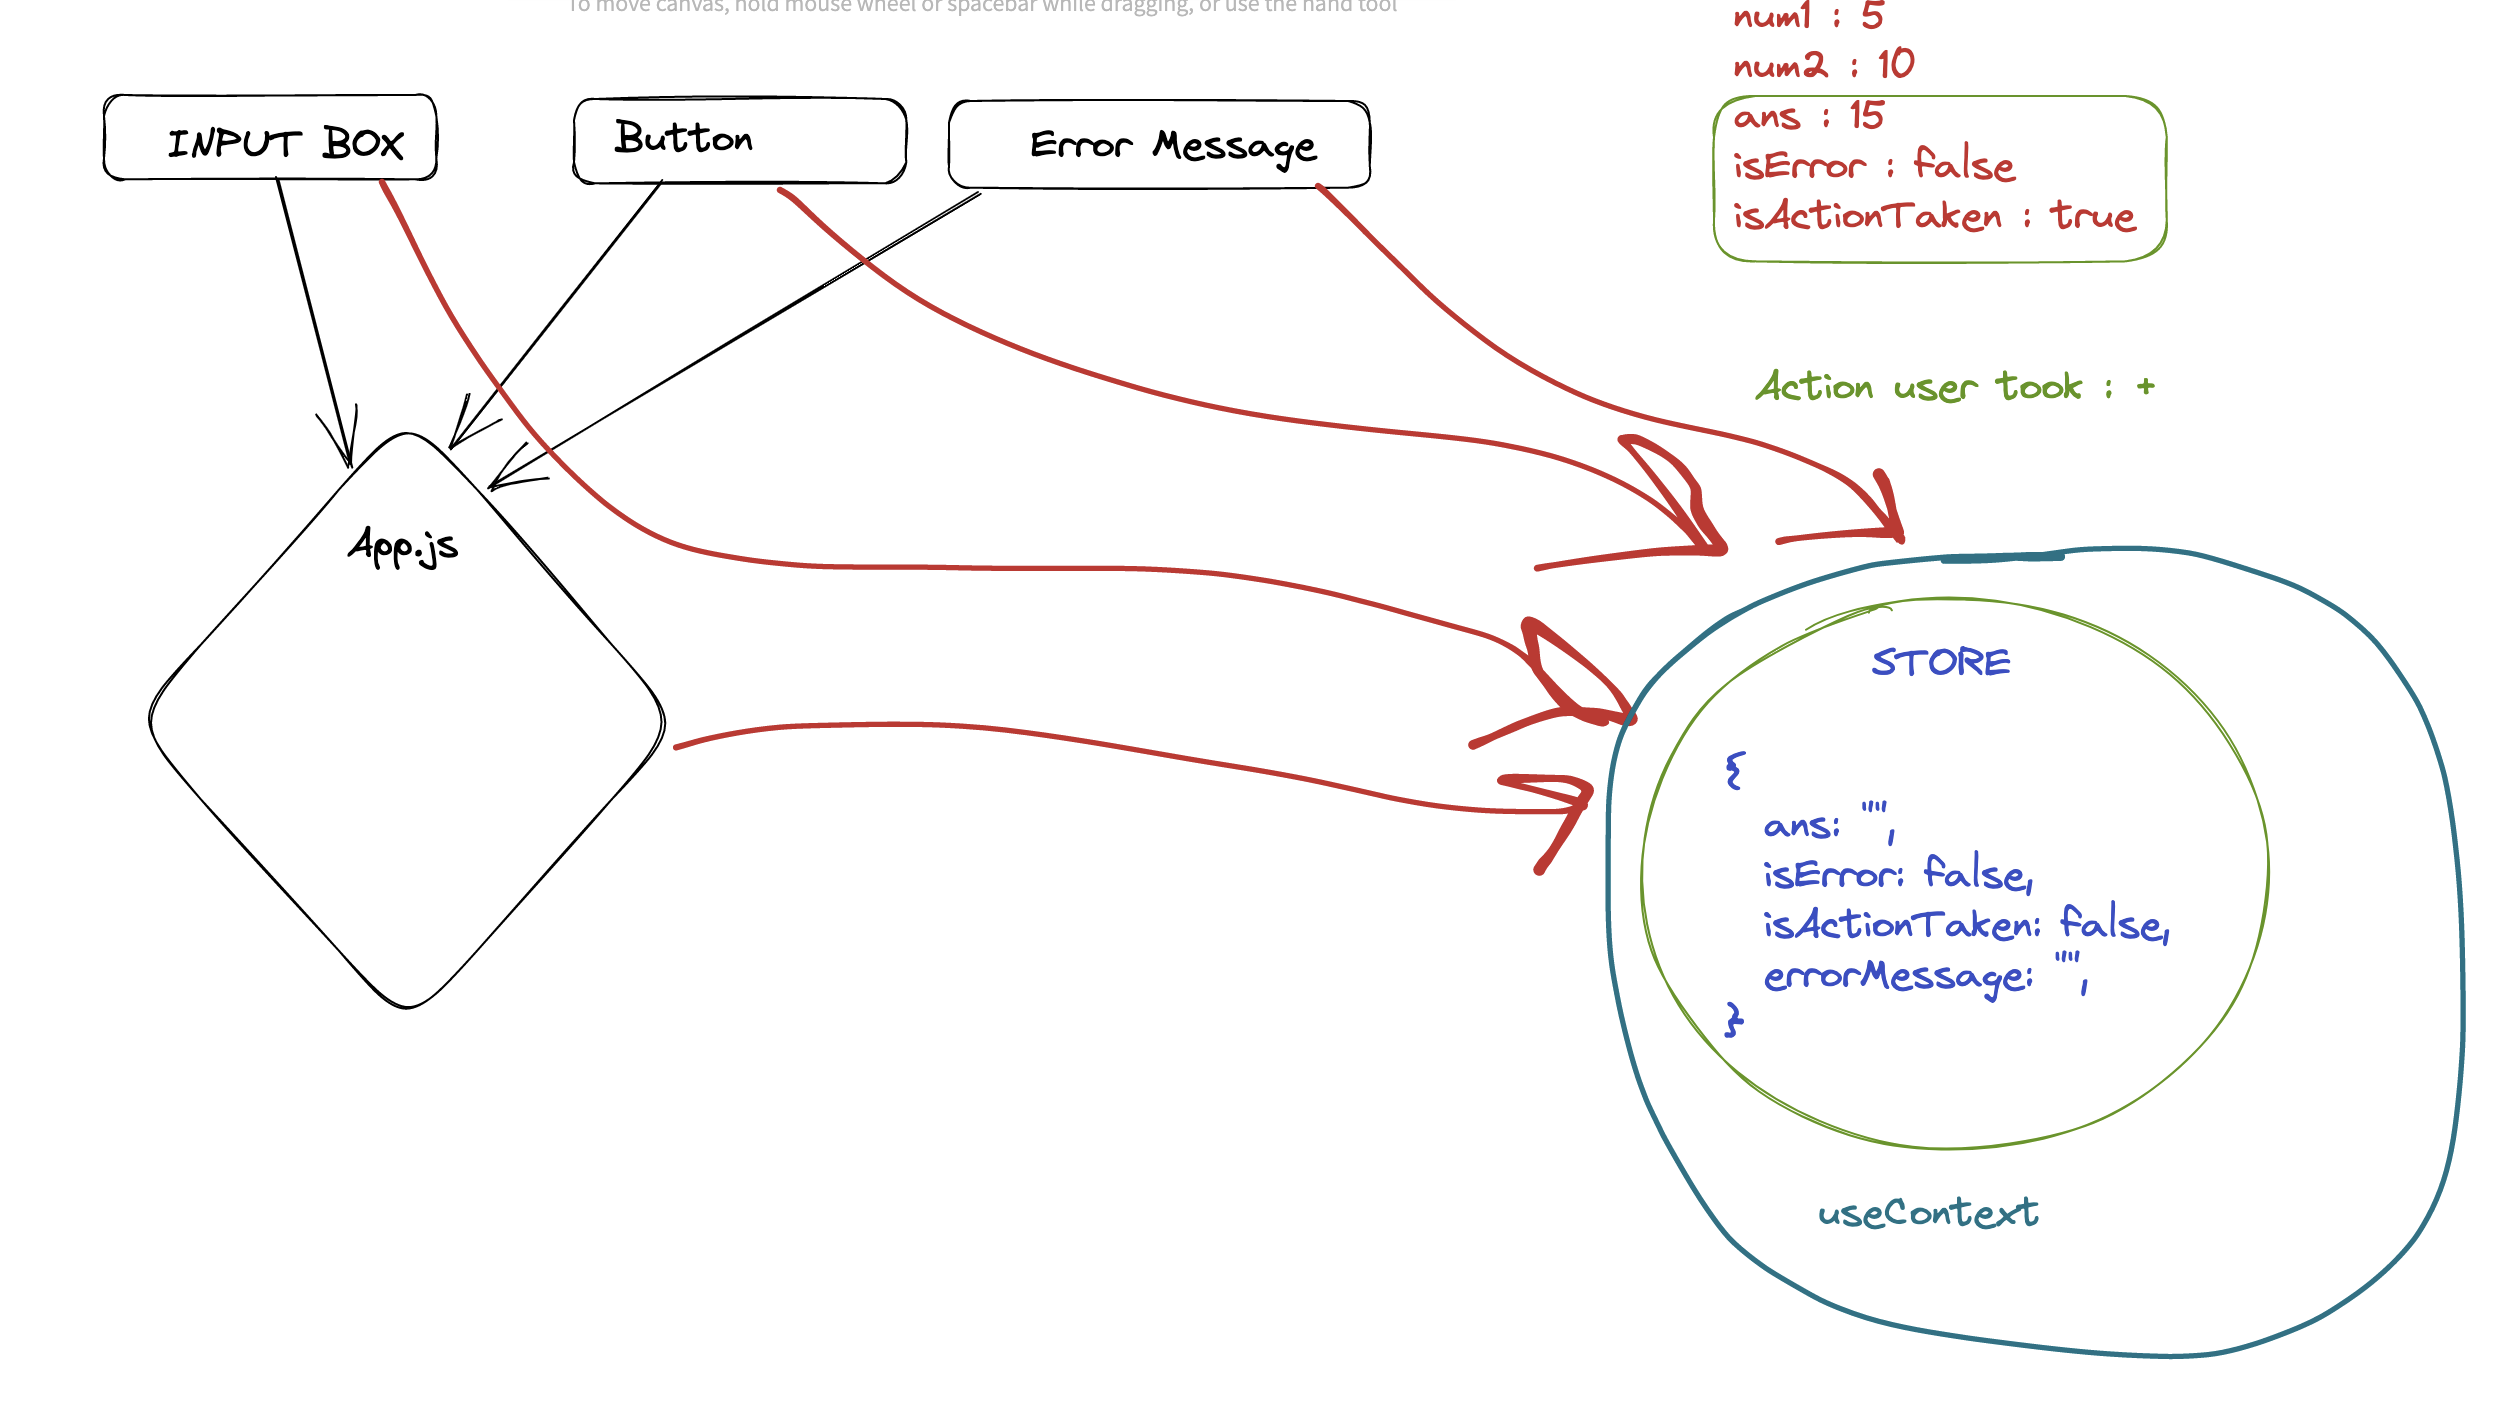 To move canvas, hold mouse wheel or spacebar while dragging, or use the hand tool
num1 : 5
num2 : 10
ans : 15
isError : false
isActionTaken : true
INPUT BOX
Button
Error Message
Action user took : +
App.js
STORE
{
ans: "",
isError: false,
isActionTaken: false,
errorMessage: "",
}
useContext